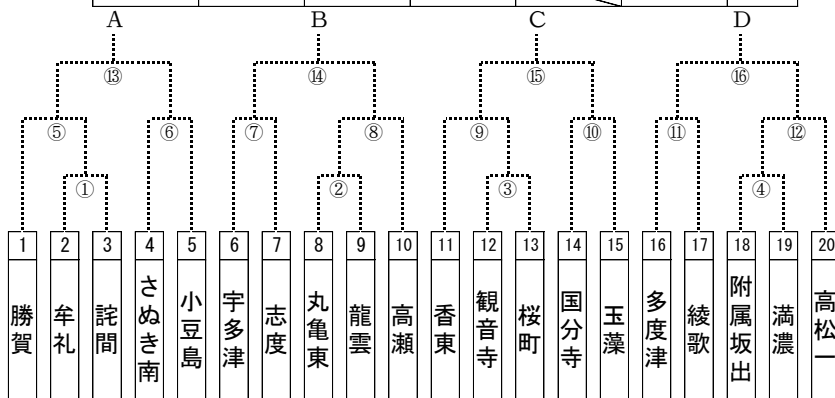 A B C D
⑬ ⑭ ⑮ ⑯
⑤ ⑥ ⑦ ⑧ ⑨ ⑩ ⑪ ⑫
① ② ③ ④
1 2 3 4 5 6 7 8 9 10 11 12 13 14 15 16 17 18 19 20
勝賀
牟礼
詫間
さぬき南
小豆島
宇多津
志度
丸亀東
龍雲
高瀬
香東
観音寺
桜町
国分寺
玉藻
多度津
綾歌
附属坂出
満濃
高松一